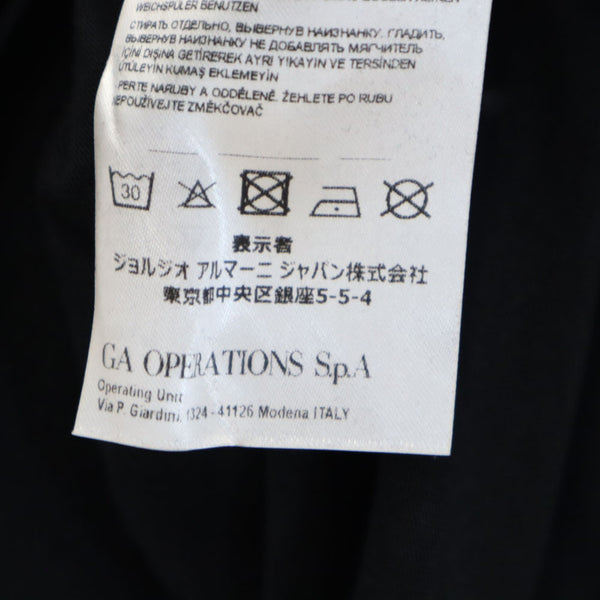 WEICHSPÜLER BENUTZEN
СТИРАТЬ ОТДЕЛЬНО, ВЫВЕРНУВ НАИЗНАНКУ. ГЛАДИТЬ,
ВЫВЕРНУВ НАИЗНАНКУ НЕ ДОБАВЛЯТЬ МЯГЧИТЕЛЬ
İÇİNİ DIŞINA GETİREREK AYRI YIKAYIN VE TERSİNDEN
ÜTÜLEYİN KUMAŞ EKLEMEYİN
PERTE NARUBY A ODDĚLENĚ. ŽEHLETE PO RUBU
NEPOUŽÍVEJTE ZMĚKČOVAČ
30
表示者
ジョルジオ アルマーニ ジャパン株式会社
東京都中央区銀座5-5-4
GA OPERATIONS S.p.A
Operating Unit
Via P. Giardini, 1324 - 41126 Modena ITALY